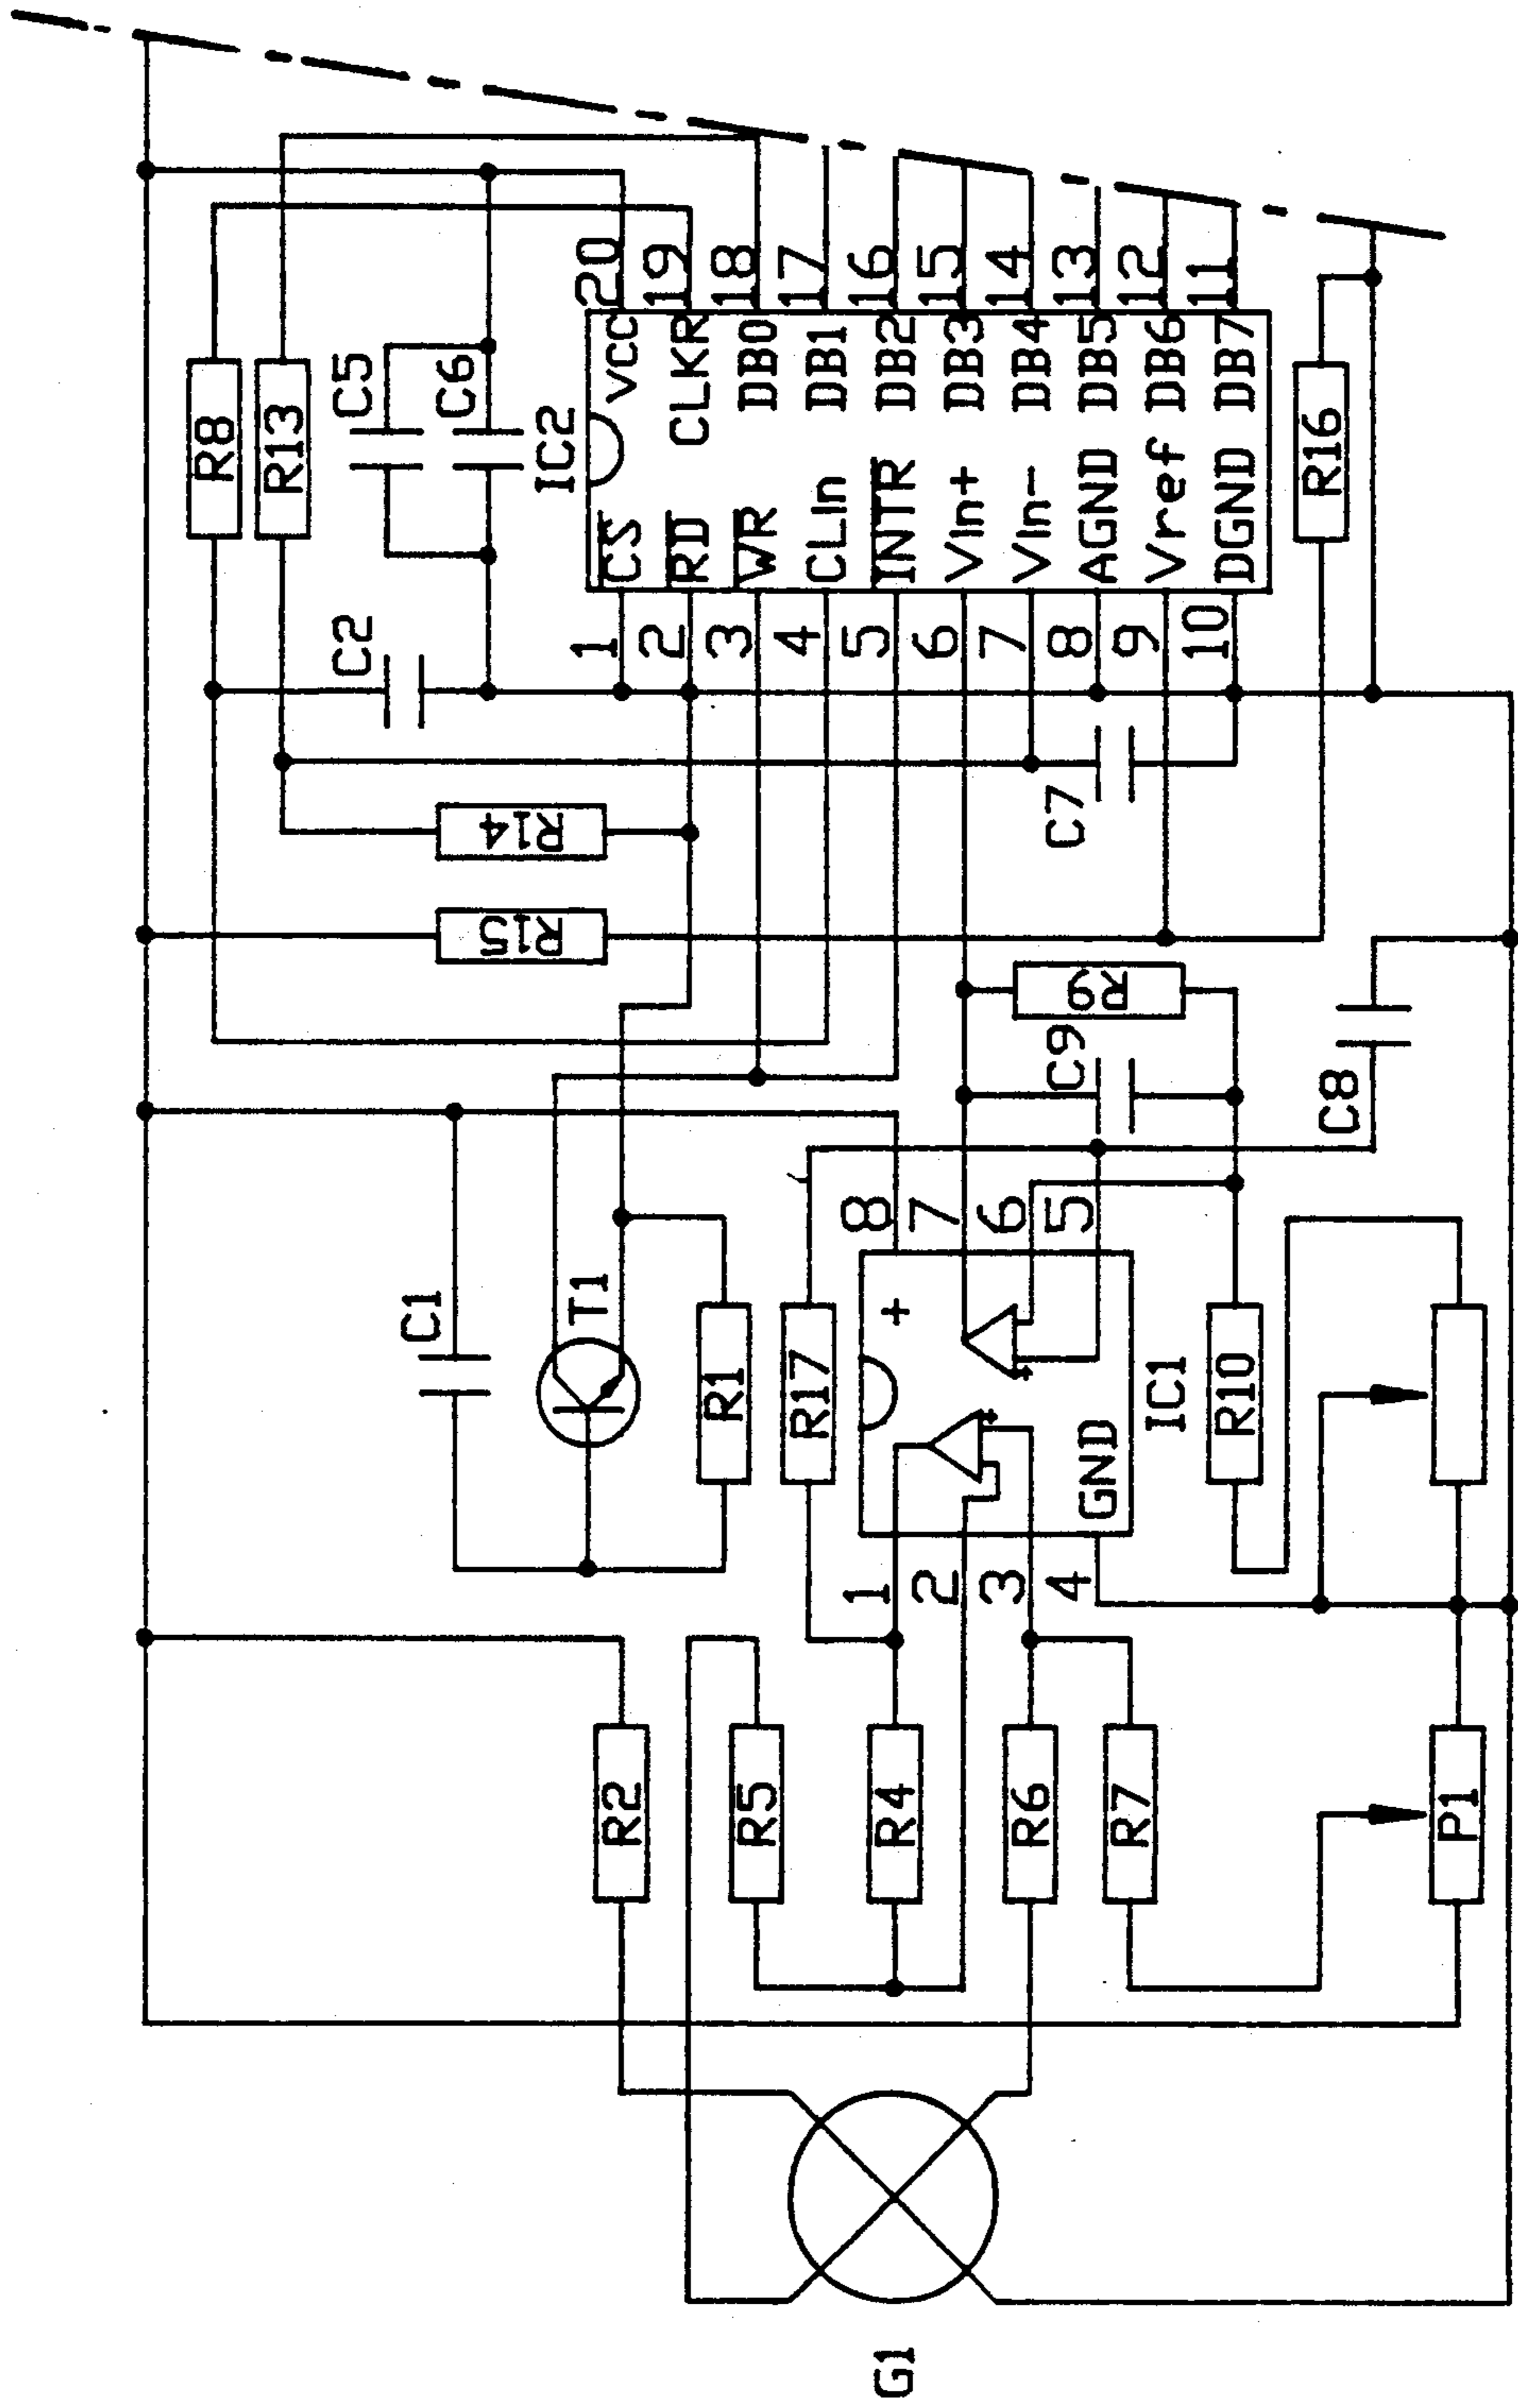 R8
R13
C5
C6
C2
IC2
20
19
18
17
16
15
14
13
12
11
VCC
CLKR
DB0
DB1
DB2
DB3
DB4
DB5
DB6
DB7
CS
RD
WR
CLIn
INTR
VIn+
VIn-
AGND
Vref
DGND
1
2
3
4
5
6
7
8
9
10
R16
R14
R15
C7
R9
C9
C8
C1
T1
R1
R17
8
7
6
5
+
+
+
GND
IC1
R10
1
2
3
4
R2
R5
R4
R6
R7
P1
G1